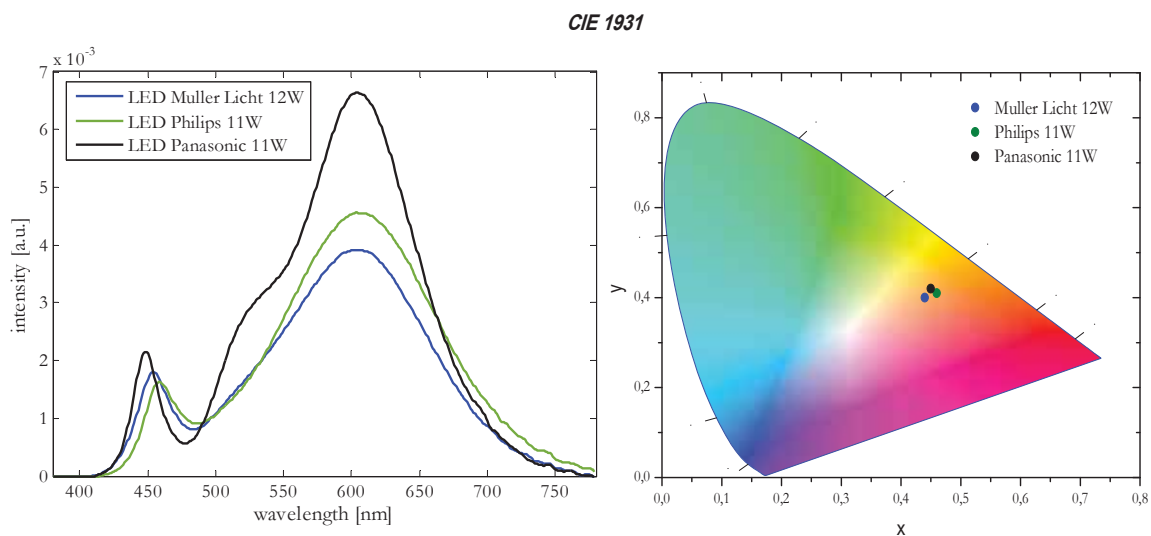 CIE 1931
x 10⁻³
7
6
5
4
3
2
1
0
intensity [a.u.]
LED Muller Licht 12W
LED Philips 11W
LED Panasonic 11W
400 450 500 550 600 650 700 750
wavelength [nm]
0,8
0,6
0,4
0,2
0,0
y
Muller Licht 12W
Philips 11W
Panasonic 11W
0,0 0,1 0,2 0,3 0,4 0,5 0,6 0,7 0,8
x